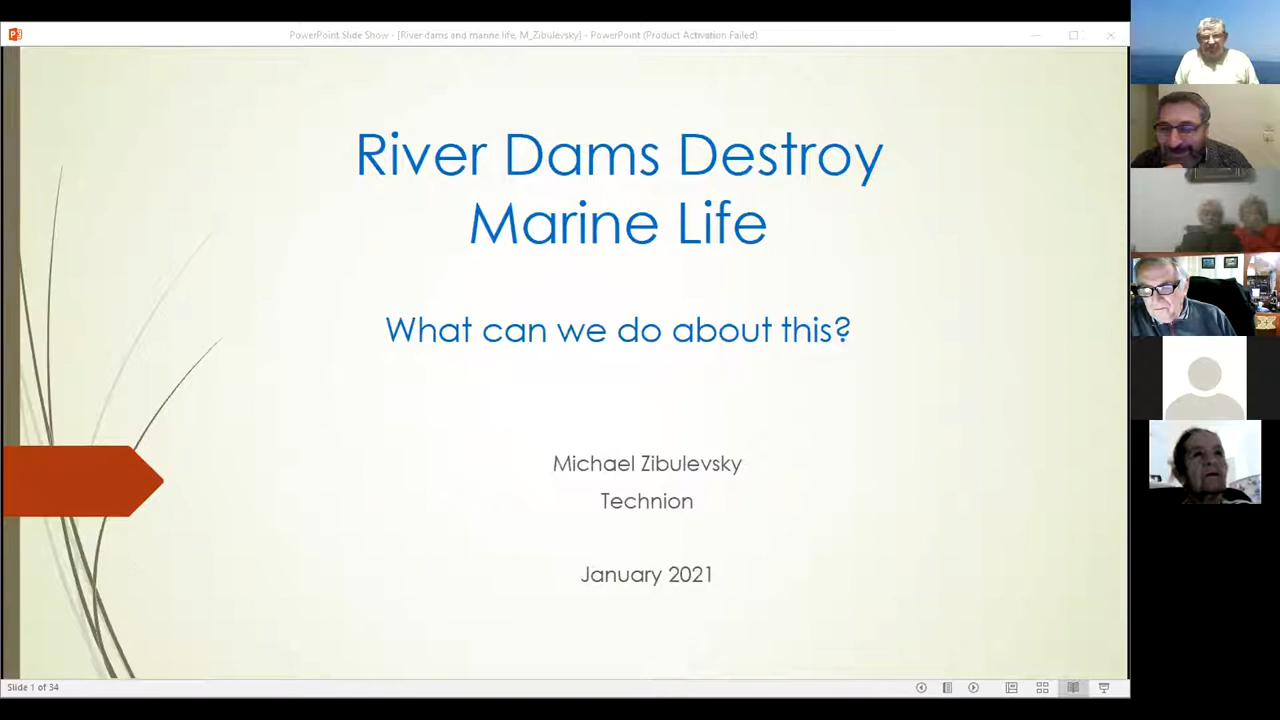 PowerPoint Slide Show - [River dams and marine life, M_Zibulevsky] - PowerPoint (Product Activation Failed)
River Dams Destroy
Marine Life
What can we do about this?
Michael Zibulevsky
Technion
January 2021
Slide 1 of 34